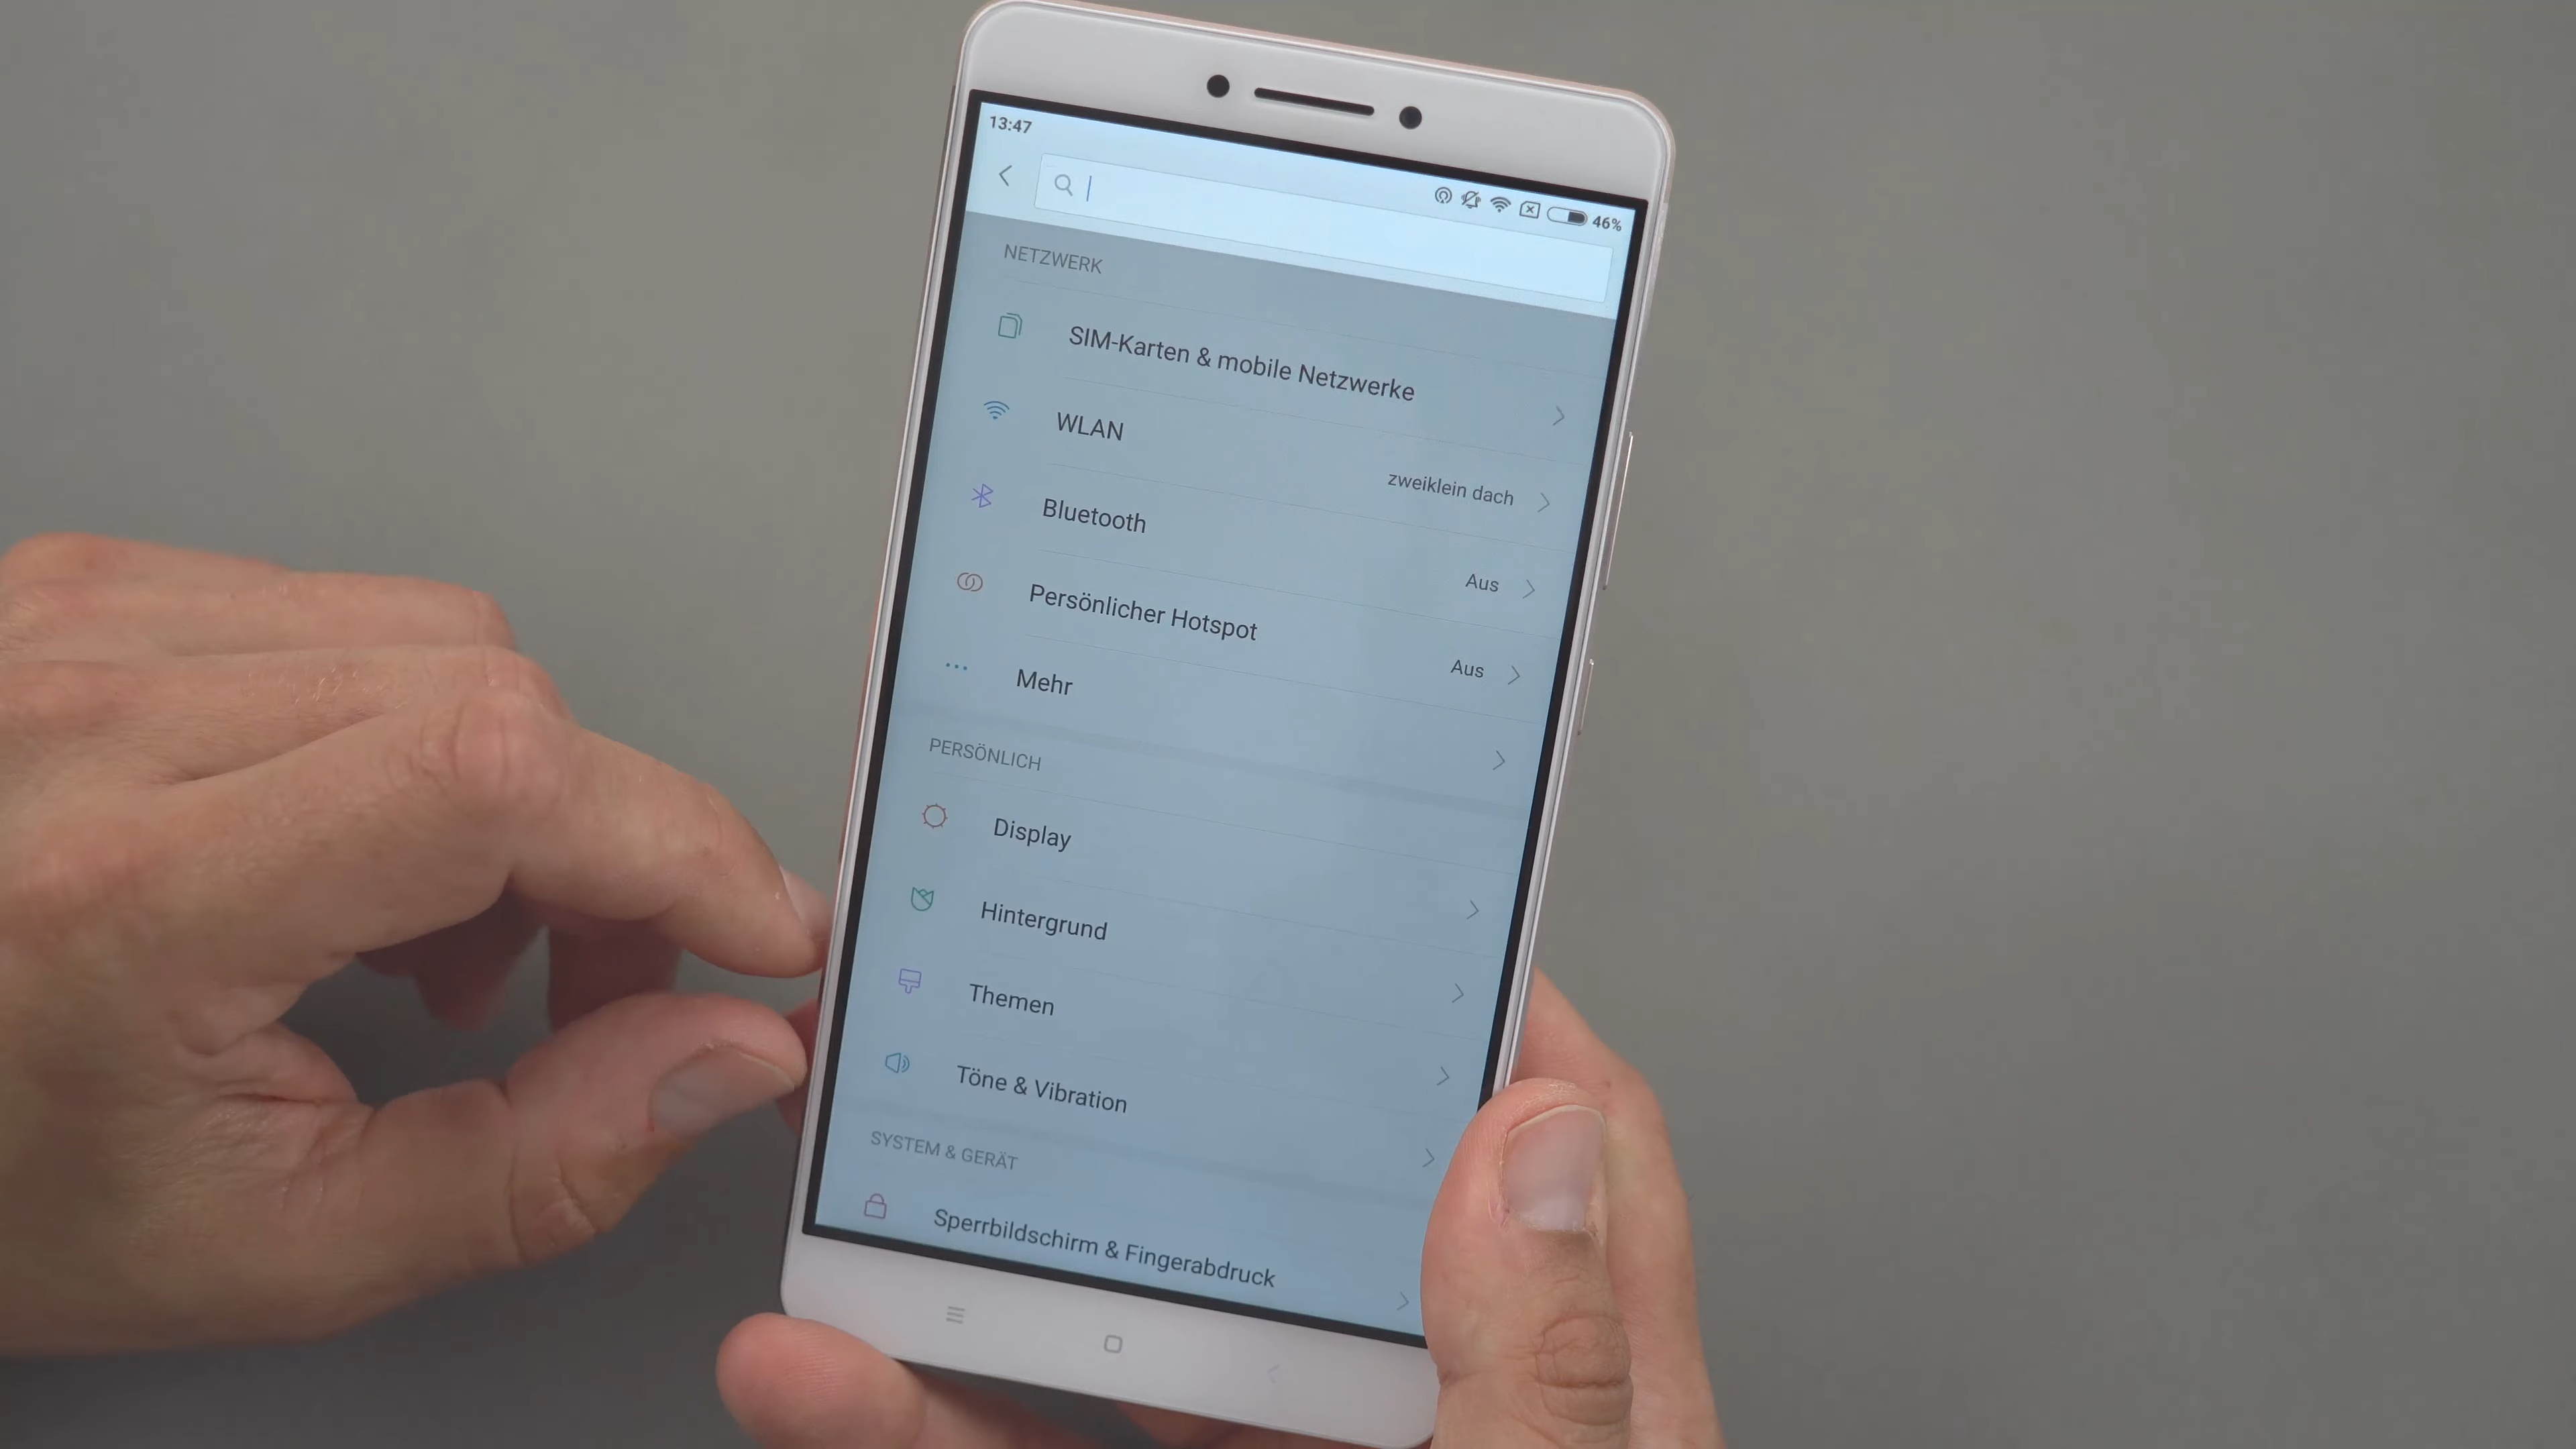 13:47
46%
NETZWERK
SIM-Karten & mobile Netzwerke
WLAN
zweiklein dach
Bluetooth
Aus
Persönlicher Hotspot
Aus
Mehr
PERSÖNLICH
Display
Hintergrund
Themen
Töne & Vibration
SYSTEM & GERÄT
Sperrbildschirm & Fingerabdruck